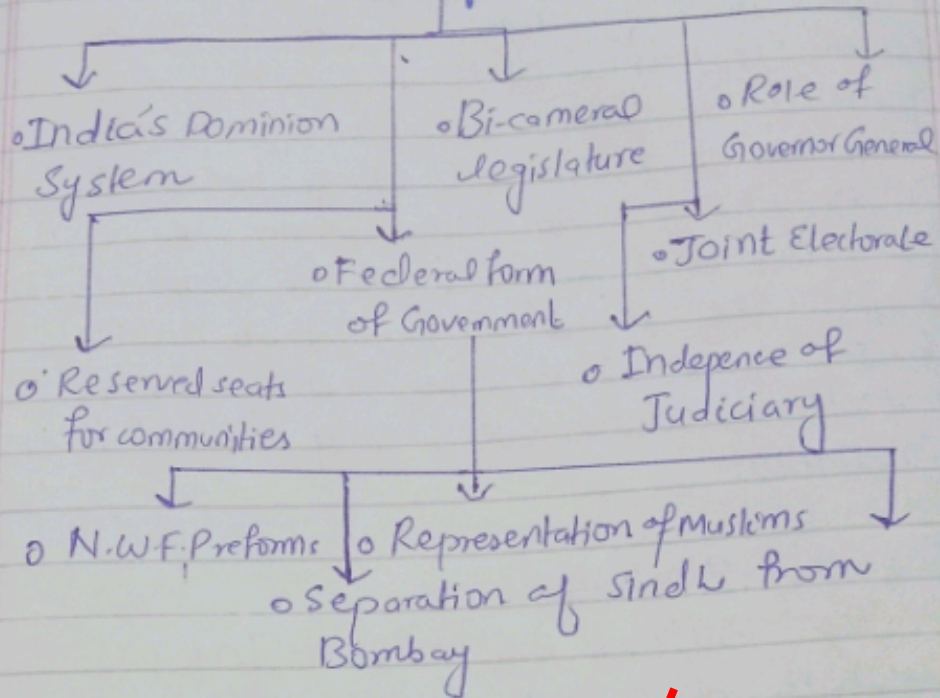 o India's Dominion
System
o Bi-cameral
legislature
o Role of
Governor General
o Federal form
of Government
o Joint Electorale
o Reserved seats
for communities
o Indepence of
Judiciary
o N.W.F.P reforms
o Representation of Muslims
o Separation of Sindh from
Bombay